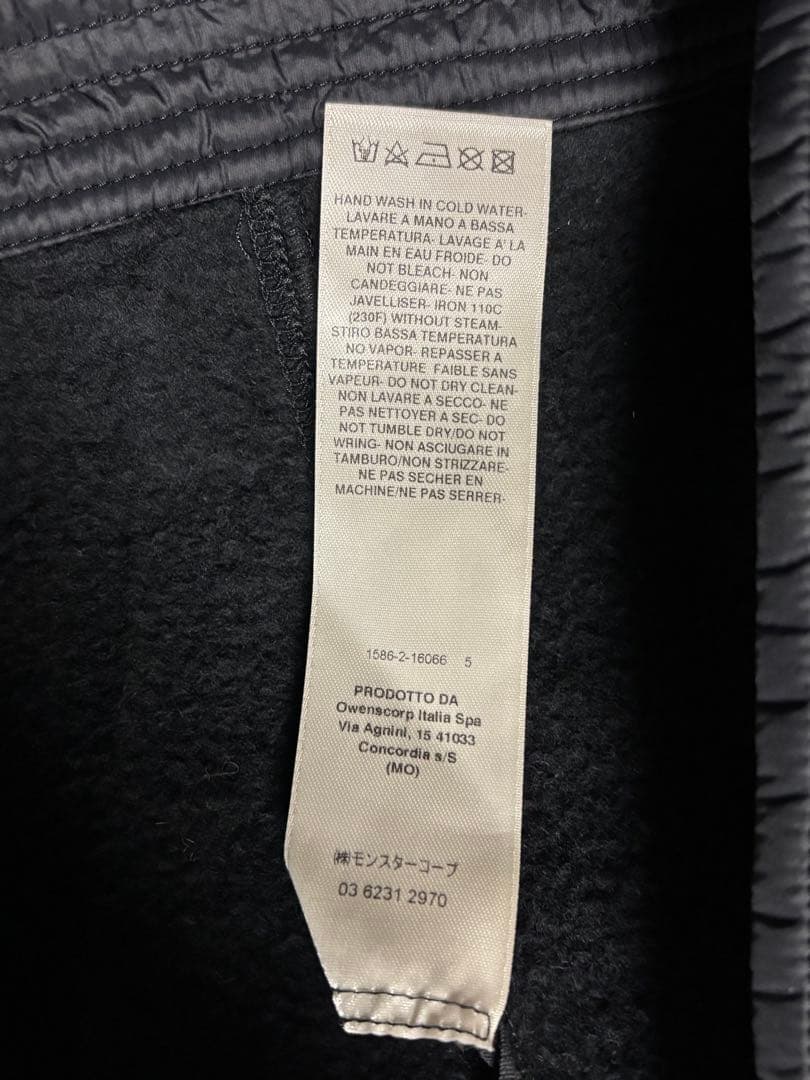 HAND WASH IN COLD WATER-
LAVARE A MANO A BASSA
TEMPERATURA- LAVAGE A' LA
MAIN EN EAU FROIDE- DO
NOT BLEACH- NON
CANDEGGIARE- NE PAS
JAVELLISER- IRON 110C
(230F) WITHOUT STEAM-
STIRO BASSA TEMPERATURA
NO VAPOR- REPASSER A
TEMPERATURE FAIBLE SANS
VAPEUR- DO NOT DRY CLEAN-
NON LAVARE A SECCO- NE
PAS NETTOYER A SEC- DO
NOT TUMBLE DRY/DO NOT
WRING- NON ASCIUGARE IN
TAMBURO/NON STRIZZARE-
NE PAS SECHER EN
MACHINE/NE PAS SERRER-
1586-2-16066 5
PRODOTTO DA
Owenscorp Italia Spa
Via Agnini, 15 41033
Concordia s/S
(MO)
㈱モンスターコープ
03 6231 2970